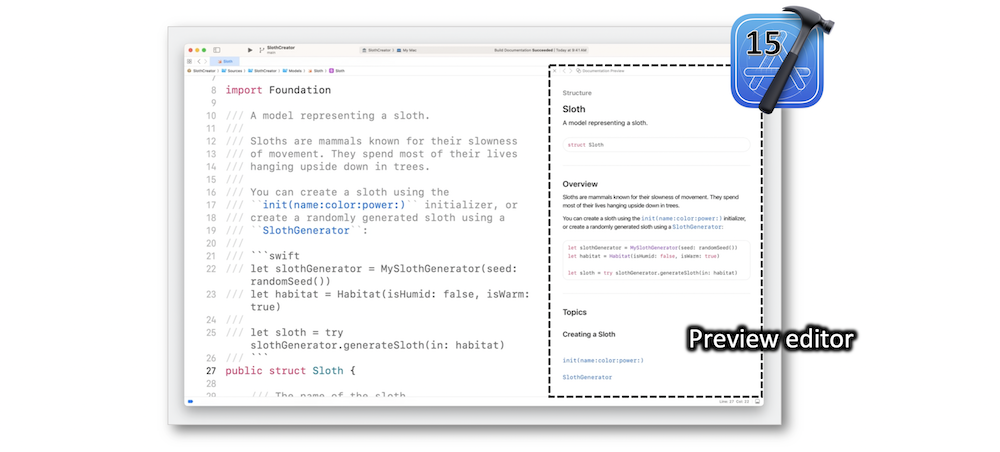 15
SlothCreator
main
SlothCreator
My Mac
Build Documentation Succeeded | Today at 9:41 AM
Sloth
SlothCreator
Sources
SlothCreator
Models
Sloth
Sloth
7
8 import Foundation
9
10 /// A model representing a sloth.
11 ///
12 /// Sloths are mammals known for their slowness
13 /// of movement. They spend most of their lives
14 /// hanging upside down in trees.
15 ///
16 /// You can create a sloth using the
17 /// ``init(name:color:power:)`` initializer, or
18 /// create a randomly generated sloth using a
19 /// ``SlothGenerator``:
20 ///
21 /// ```swift
22 /// let slothGenerator = MySlothGenerator(seed:
randomSeed())
23 /// let habitat = Habitat(isHumid: false, isWarm:
true)
24 ///
25 /// let sloth = try
slothGenerator.generateSloth(in: habitat)
26 /// ```
27 public struct Sloth {
28
29 /// The name of the sloth
Documentation Preview
Structure
Sloth
A model representing a sloth.
struct Sloth
Overview
Sloths are mammals known for their slowness of movement. They spend
most of their lives hanging upside down in trees.
You can create a sloth using the init(name:color:power:) initializer,
or create a randomly generated sloth using a SlothGenerator:
let slothGenerator = MySlothGenerator(seed: randomSeed())
let habitat = Habitat(isHumid: false, isWarm: true)
let sloth = try slothGenerator.generateSloth(in: habitat)
Topics
Creating a Sloth
init(name:color:power:)
SlothGenerator
Preview editor